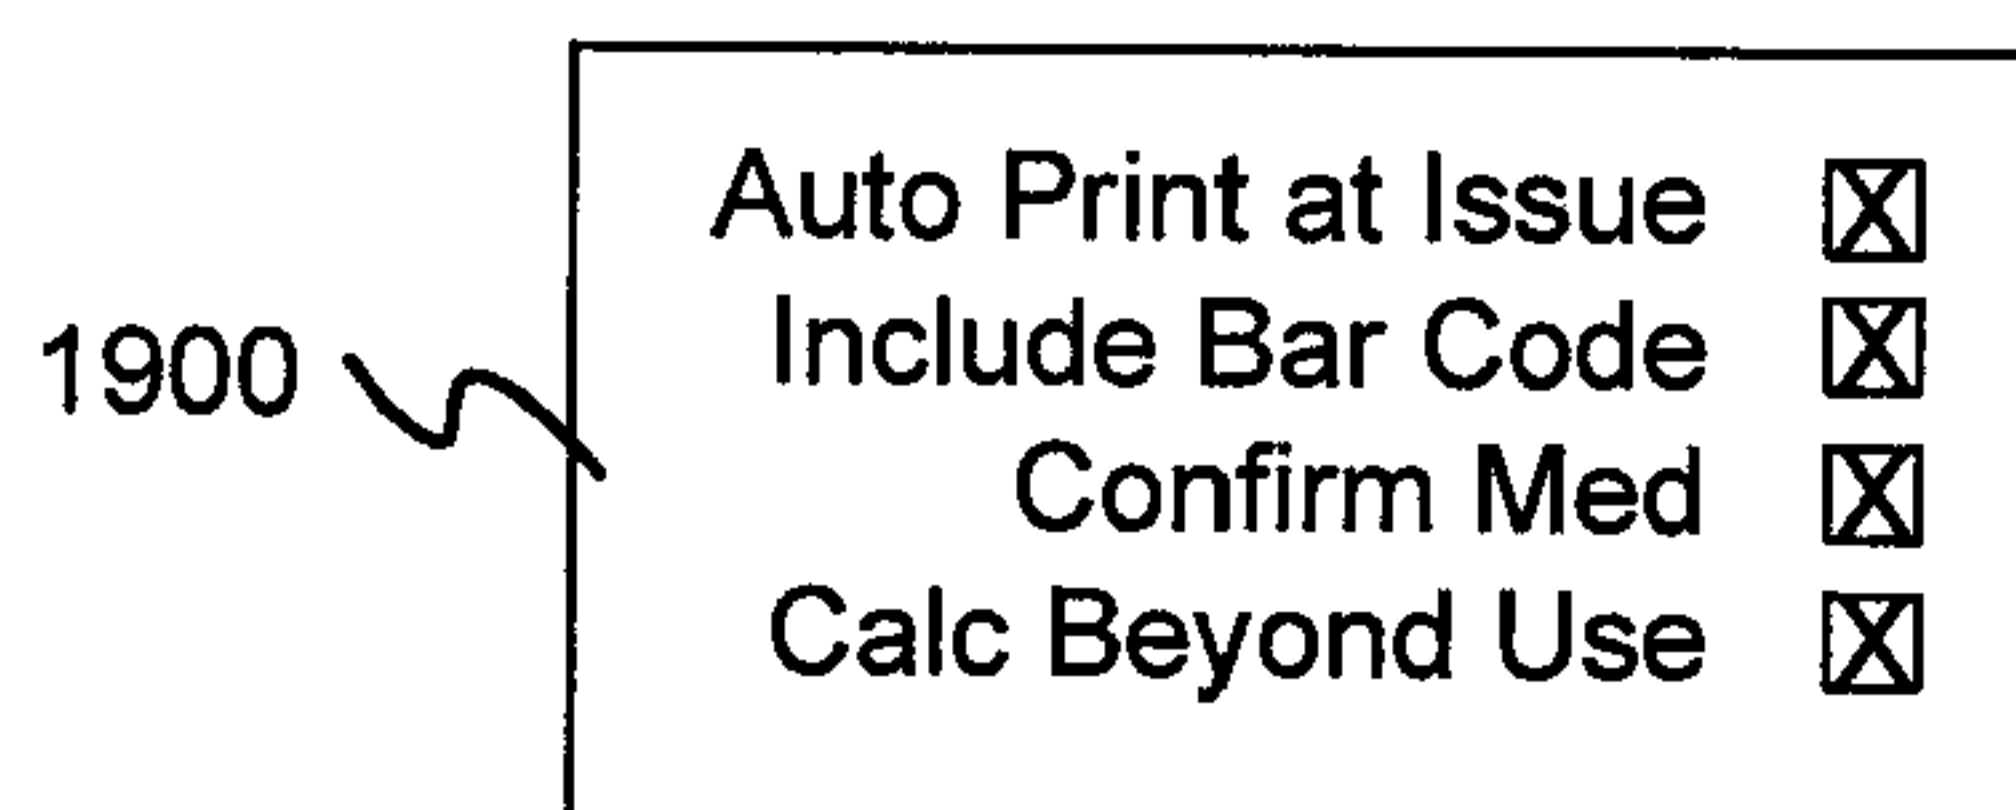 Auto Print at Issue ☒
Include Bar Code ☒
1900
Confirm Med ☒
Calc Beyond Use ☒